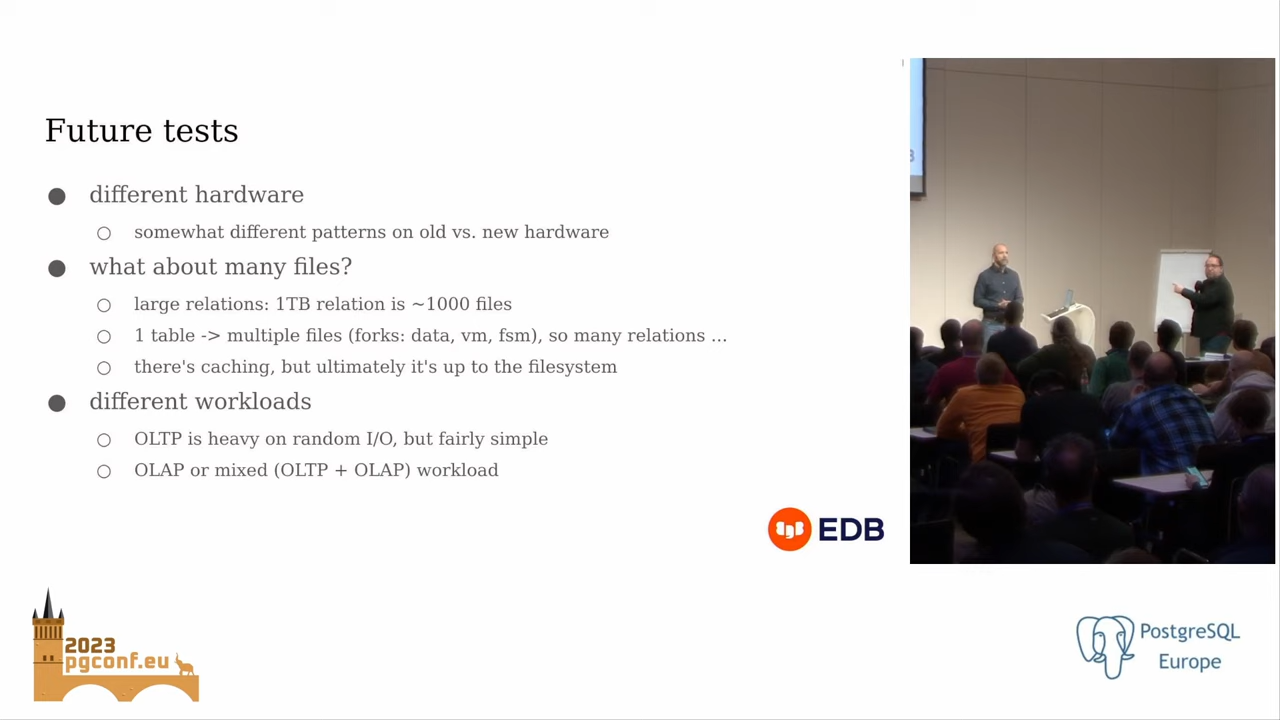 Future tests
● different hardware
○ somewhat different patterns on old vs. new hardware
● what about many files?
○ large relations: 1TB relation is ~1000 files
○ 1 table -> multiple files (forks: data, vm, fsm), so many relations ...
○ there's caching, but ultimately it's up to the filesystem
● different workloads
○ OLTP is heavy on random I/O, but fairly simple
○ OLAP or mixed (OLTP + OLAP) workload
EDB
2023
pgconf.eu
PostgreSQL
Europe